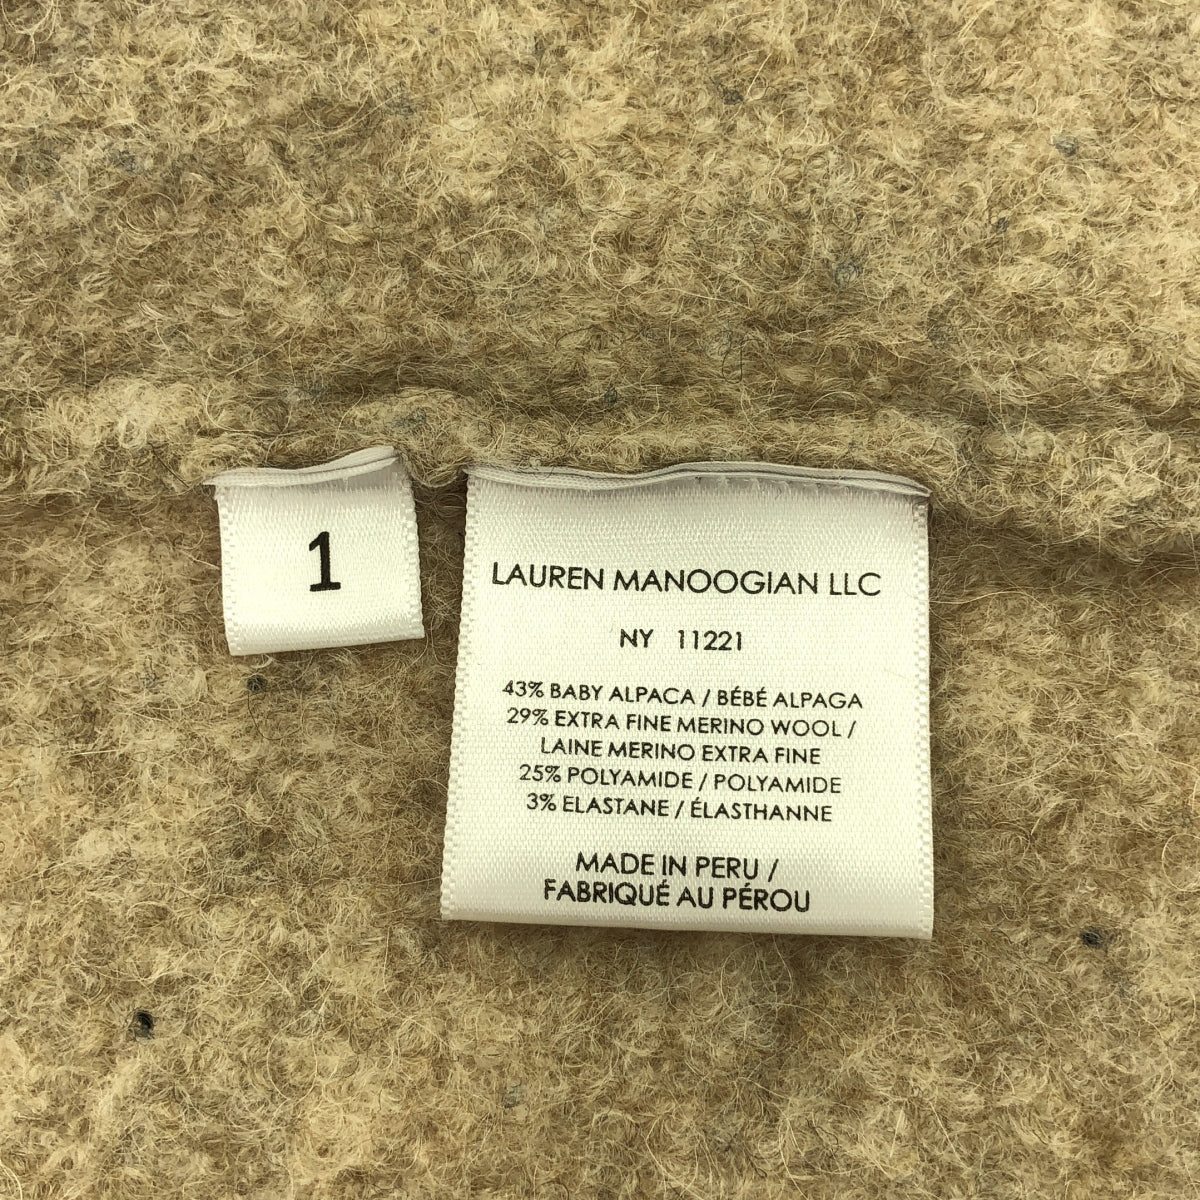 1
LAUREN MANOOGIAN LLC
NY 11221
43% BABY ALPACA / BÉBÉ ALPAGA
29% EXTRA FINE MERINO WOOL /
LAINE MERINO EXTRA FINE
25% POLYAMIDE / POLYAMIDE
3% ELASTANE / ÉLASTHANNE
MADE IN PERU /
FABRIQUÉ AU PÉROU